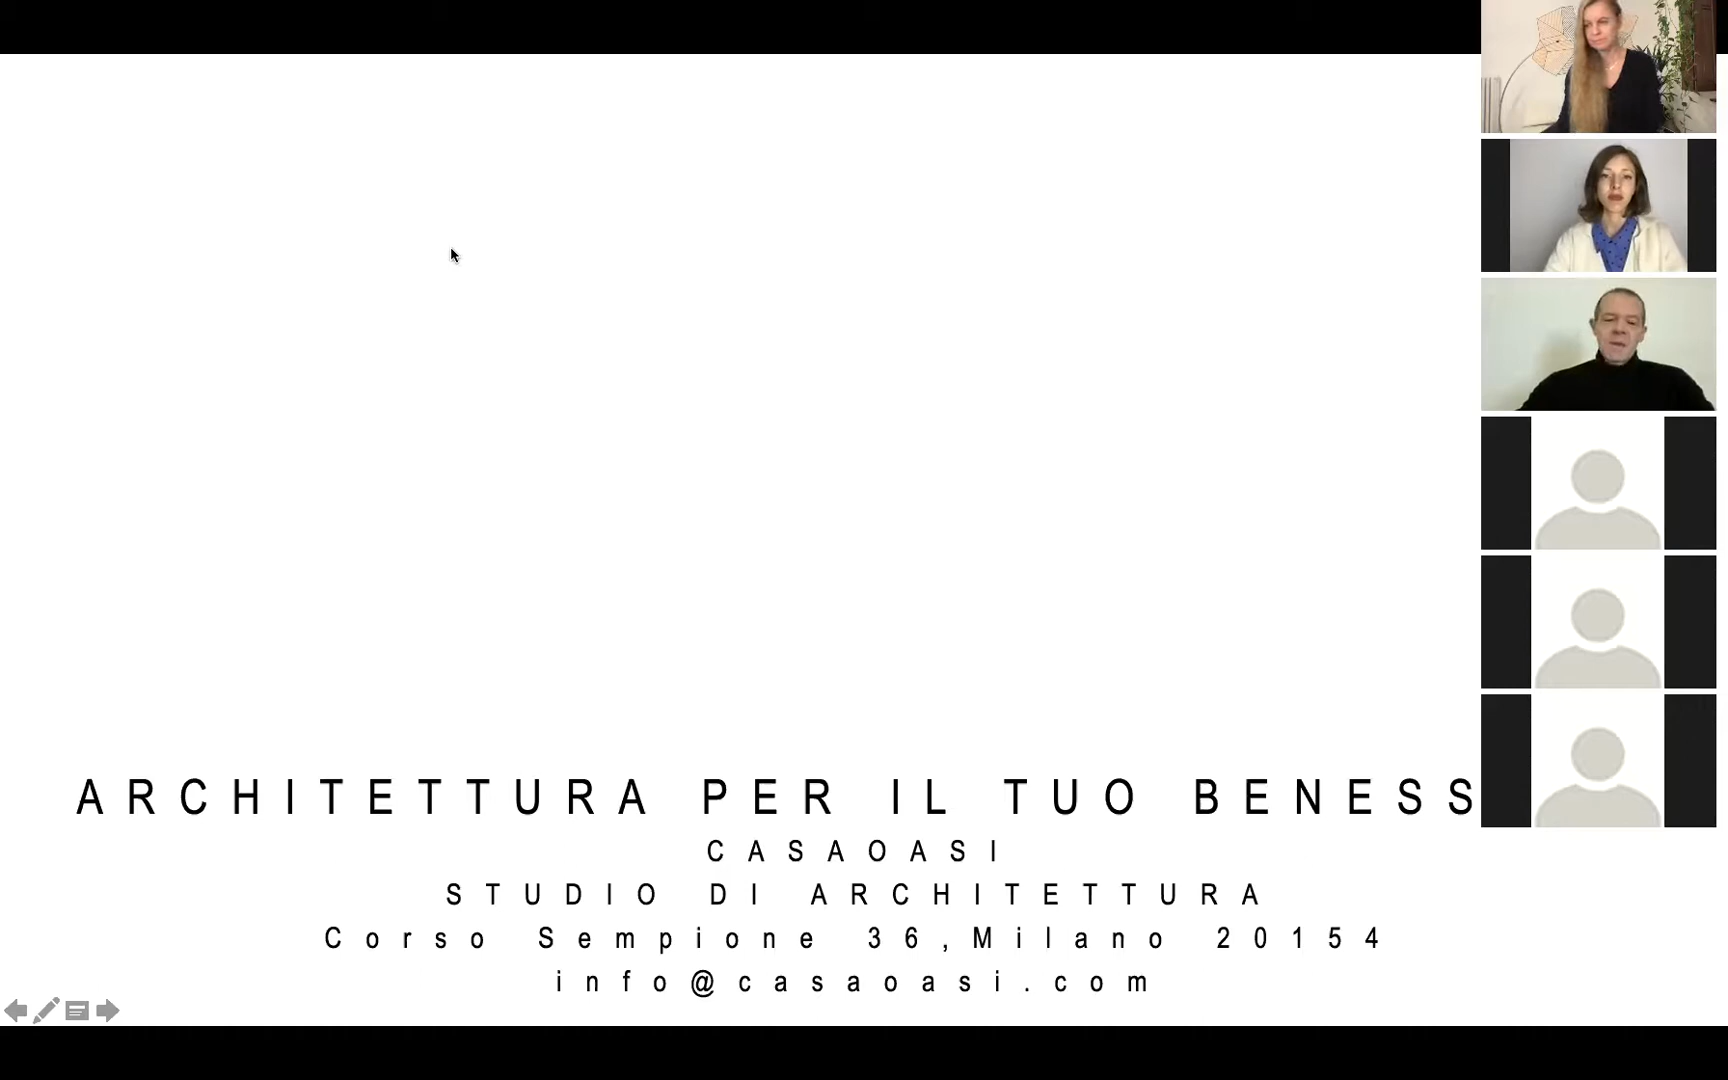 ARCHITETTURA PER IL TUO BENESS
CASAOASI
STUDIO DI ARCHITETTURA
Corso Sempione 36,Milano 20154
info@casaoasi.com